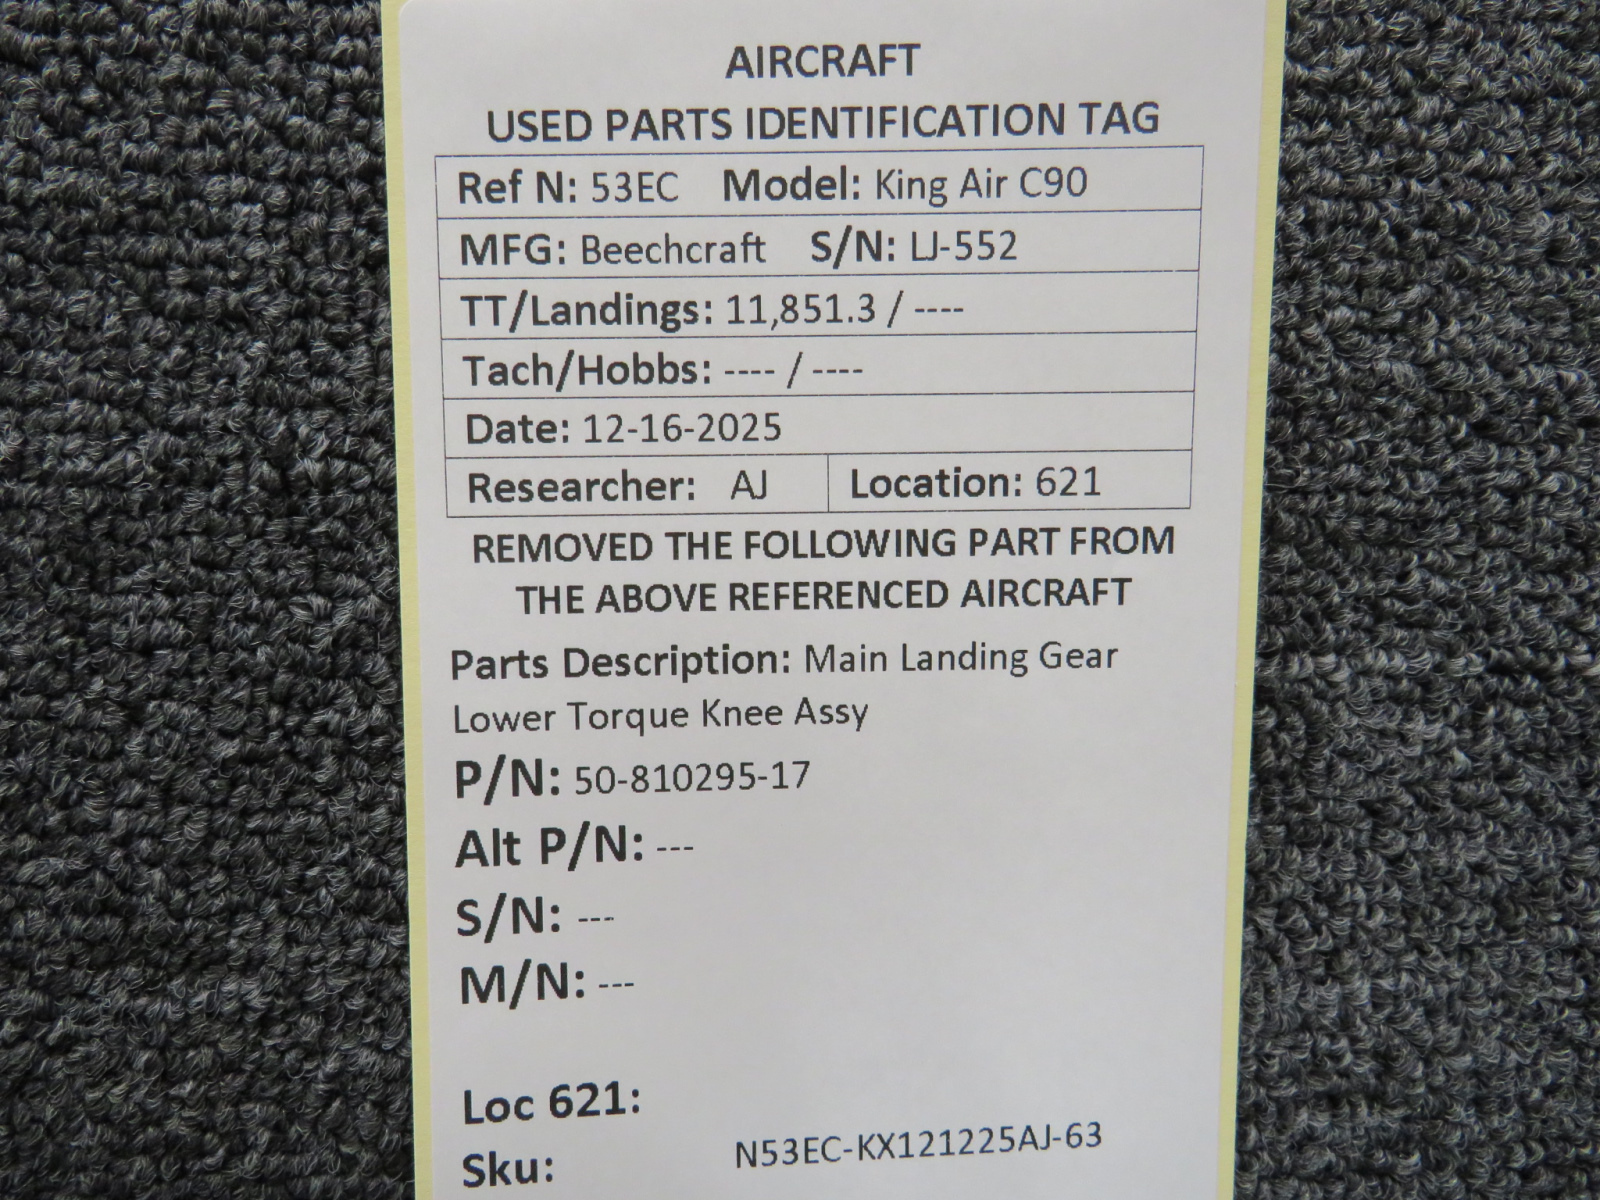 AIRCRAFT
USED PARTS IDENTIFICATION TAG
Ref N: 53EC Model: King Air C90
MFG: Beechcraft S/N: LJ-552
TT/Landings: 11,851.3 / ----
Tach/Hobbs: ---- / ----
Date: 12-16-2025
Researcher: AJ Location: 621
REMOVED THE FOLLOWING PART FROM
THE ABOVE REFERENCED AIRCRAFT
Parts Description: Main Landing Gear
Lower Torque Knee Assy
P/N: 50-810295-17
Alt P/N: ---
S/N: ---
M/N: ---
Loc 621:
Sku: N53EC-KX121225AJ-63